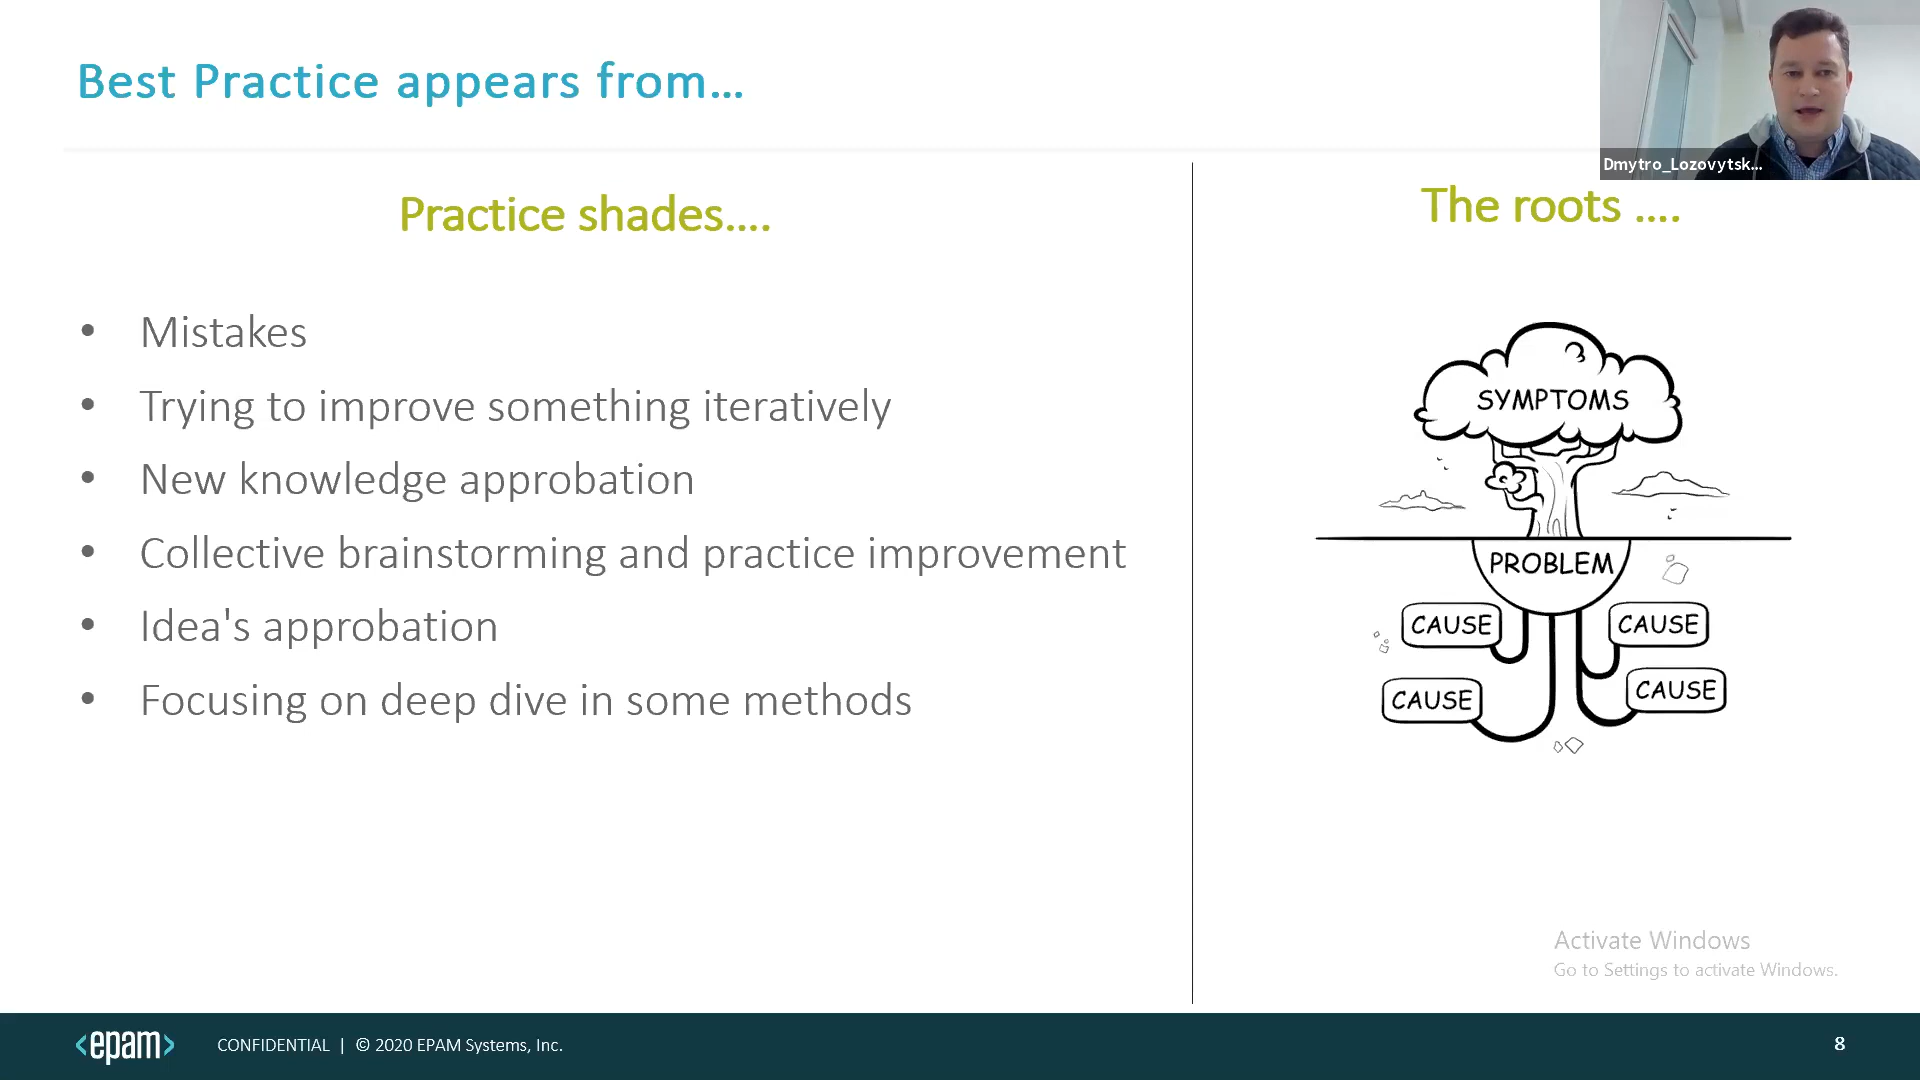 Best Practice appears from…
Dmytro_Lozovytsk...
Practice shades….
The roots ….
• Mistakes
• Trying to improve something iteratively
• New knowledge approbation
• Collective brainstorming and practice improvement
• Idea's approbation
• Focusing on deep dive in some methods
SYMPTOMS
PROBLEM
CAUSE
CAUSE
CAUSE
CAUSE
Activate Windows
Go to Settings to activate Windows.
<epam> CONFIDENTIAL | © 2020 EPAM Systems, Inc. 8